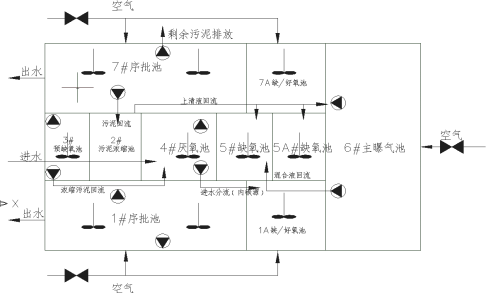 空气
剩余污泥排放
7#序批池
7A缺/好氧池
出水
上清液回流
污泥回流
空气
3#
预缺氧池
2#
污泥浓缩池
4#厌氧池
5#缺氧池
5A#缺氧池
6#主曝气池
进水
混合液回流
浓缩污泥回流
进水分流(内碳源)
X
出水
1#序批池
1A缺/好氧池
空气